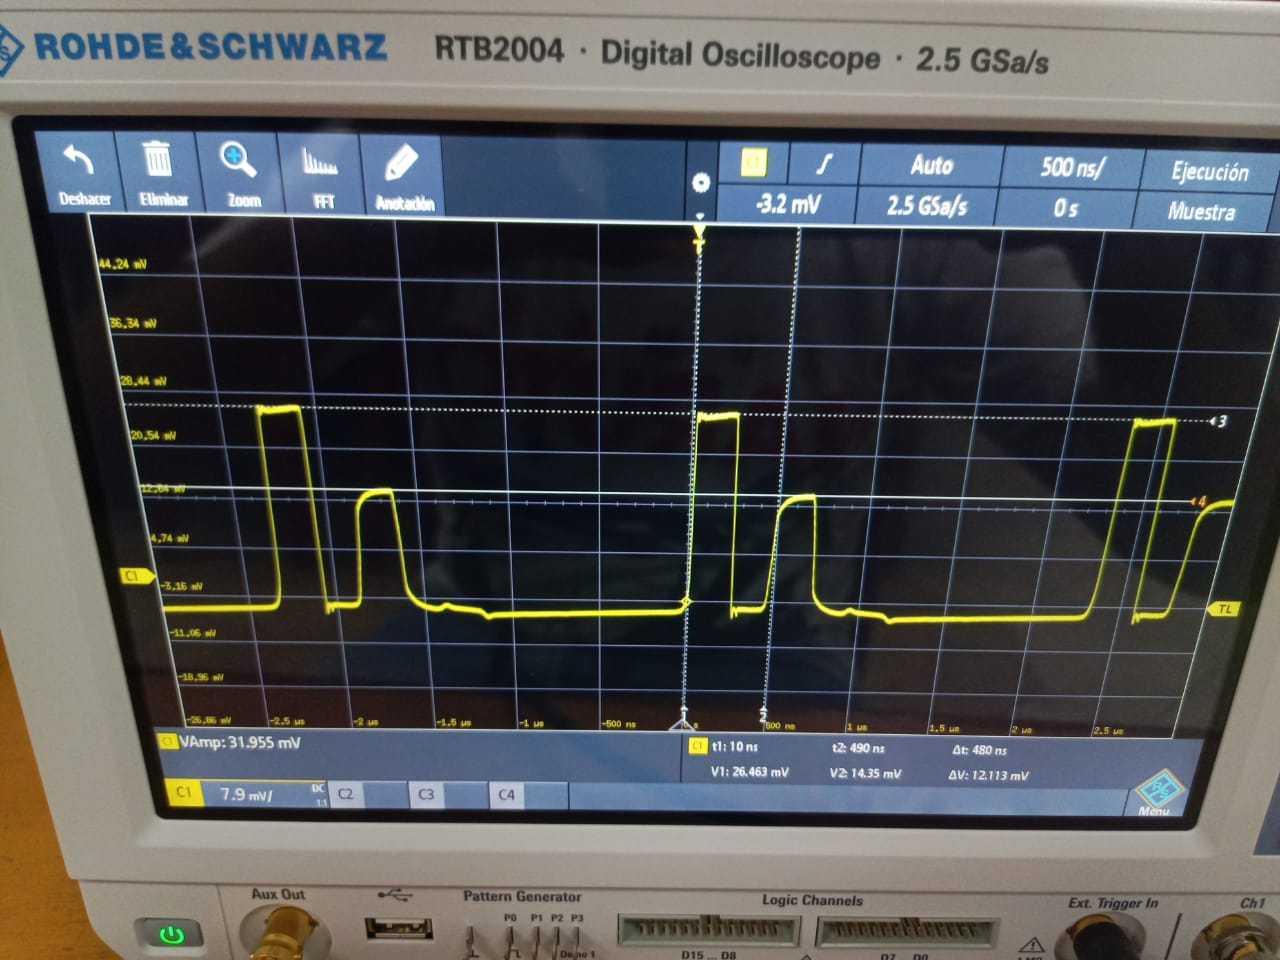 ROHDE&SCHWARZ RTB2004 · Digital Oscilloscope · 2.5 GSa/s
Deshacer Eliminar Zoom FFT Anotación
C1 Auto 500 ns/ Ejecución
-3.2 mV 2.5 GSa/s 0 s Muestra
T
44.24 mV
36.34 mV
28.44 mV
3
20.54 mV
12.64 mV
4
4.74 mV
C1
-3.16 mV
TL
-11.06 mV
-18.96 mV
1 2
-26.86 mV -2.5 µs -2 µs -1.5 µs -1 µs -500 ns 0 s 500 ns 1 µs 1.5 µs 2 µs 2.5 µs
C1 VAmp: 31.955 mV
C1 t1: 10 ns t2: 490 ns Δt: 480 ns
V1: 26.463 mV V2: 14.35 mV ΔV: 12.113 mV
C1 7.9 mV/ DC 1:1 C2 C3 C4
R&S
Menu
Aux Out Pattern Generator Logic Channels Ext. Trigger In Ch1
P0 P1 P2 P3
Demo 1 D15 ... D8 D7 D0